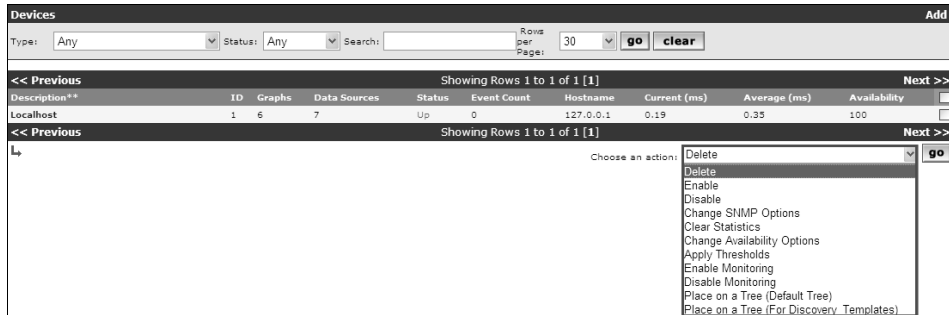 Devices Add
Type: Any Status: Any Search: Rows per Page: 30 go clear
<< Previous Showing Rows 1 to 1 of 1 [1] Next >>
Description** ID Graphs Data Sources Status Event Count Hostname Current (ms) Average (ms) Availability
Localhost 1 6 7 Up 0 127.0.0.1 0.19 0.35 100
<< Previous Showing Rows 1 to 1 of 1 [1] Next >>
Choose an action: Delete go
Delete
Enable
Disable
Change SNMP Options
Clear Statistics
Change Availability Options
Apply Thresholds
Enable Monitoring
Disable Monitoring
Place on a Tree (Default Tree)
Place on a Tree (For Discovery Templates)